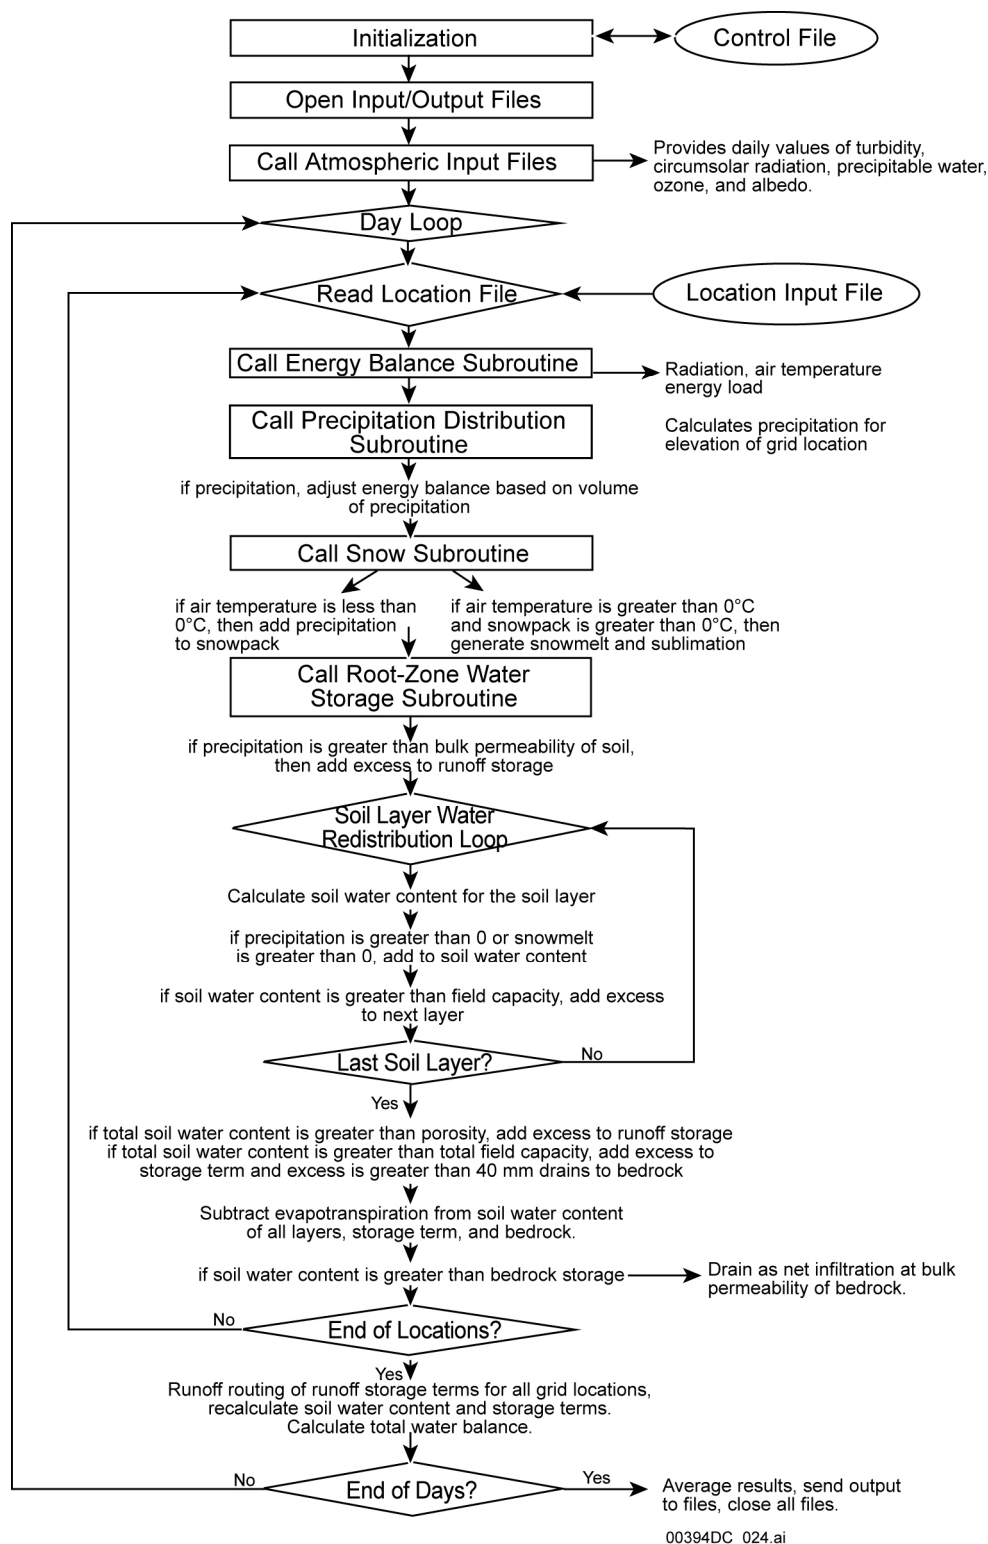 Initialization
Control File
Open Input/Output Files
Call Atmospheric Input Files
Provides daily values of turbidity,
circumsolar radiation, precipitable water,
ozone, and albedo.
Day Loop
Read Location File
Location Input File
Call Energy Balance Subroutine
Radiation, air temperature
energy load
Call Precipitation Distribution
Subroutine
Calculates precipitation for
elevation of grid location
if precipitation, adjust energy balance based on volume
of precipitation
Call Snow Subroutine
if air temperature is less than
0°C, then add precipitation
to snowpack
if air temperature is greater than 0°C
and snowpack is greater than 0°C, then
generate snowmelt and sublimation
Call Root-Zone Water
Storage Subroutine
if precipitation is greater than bulk permeability of soil,
then add excess to runoff storage
Soil Layer Water
Redistribution Loop
Calculate soil water content for the soil layer
if precipitation is greater than 0 or snowmelt
is greater than 0, add to soil water content
if soil water content is greater than field capacity, add excess
to next layer
Last Soil Layer?
No
Yes
if total soil water content is greater than porosity, add excess to runoff storage
if total soil water content is greater than total field capacity, add excess to
storage term and excess is greater than 40 mm drains to bedrock
Subtract evapotranspiration from soil water content
of all layers, storage term, and bedrock.
if soil water content is greater than bedrock storage
Drain as net infiltration at bulk
permeability of bedrock.
No
End of Locations?
Yes
Runoff routing of runoff storage terms for all grid locations,
recalculate soil water content and storage terms.
Calculate total water balance.
No
End of Days?
Yes
Average results, send output
to files, close all files.
00394DC_024.ai